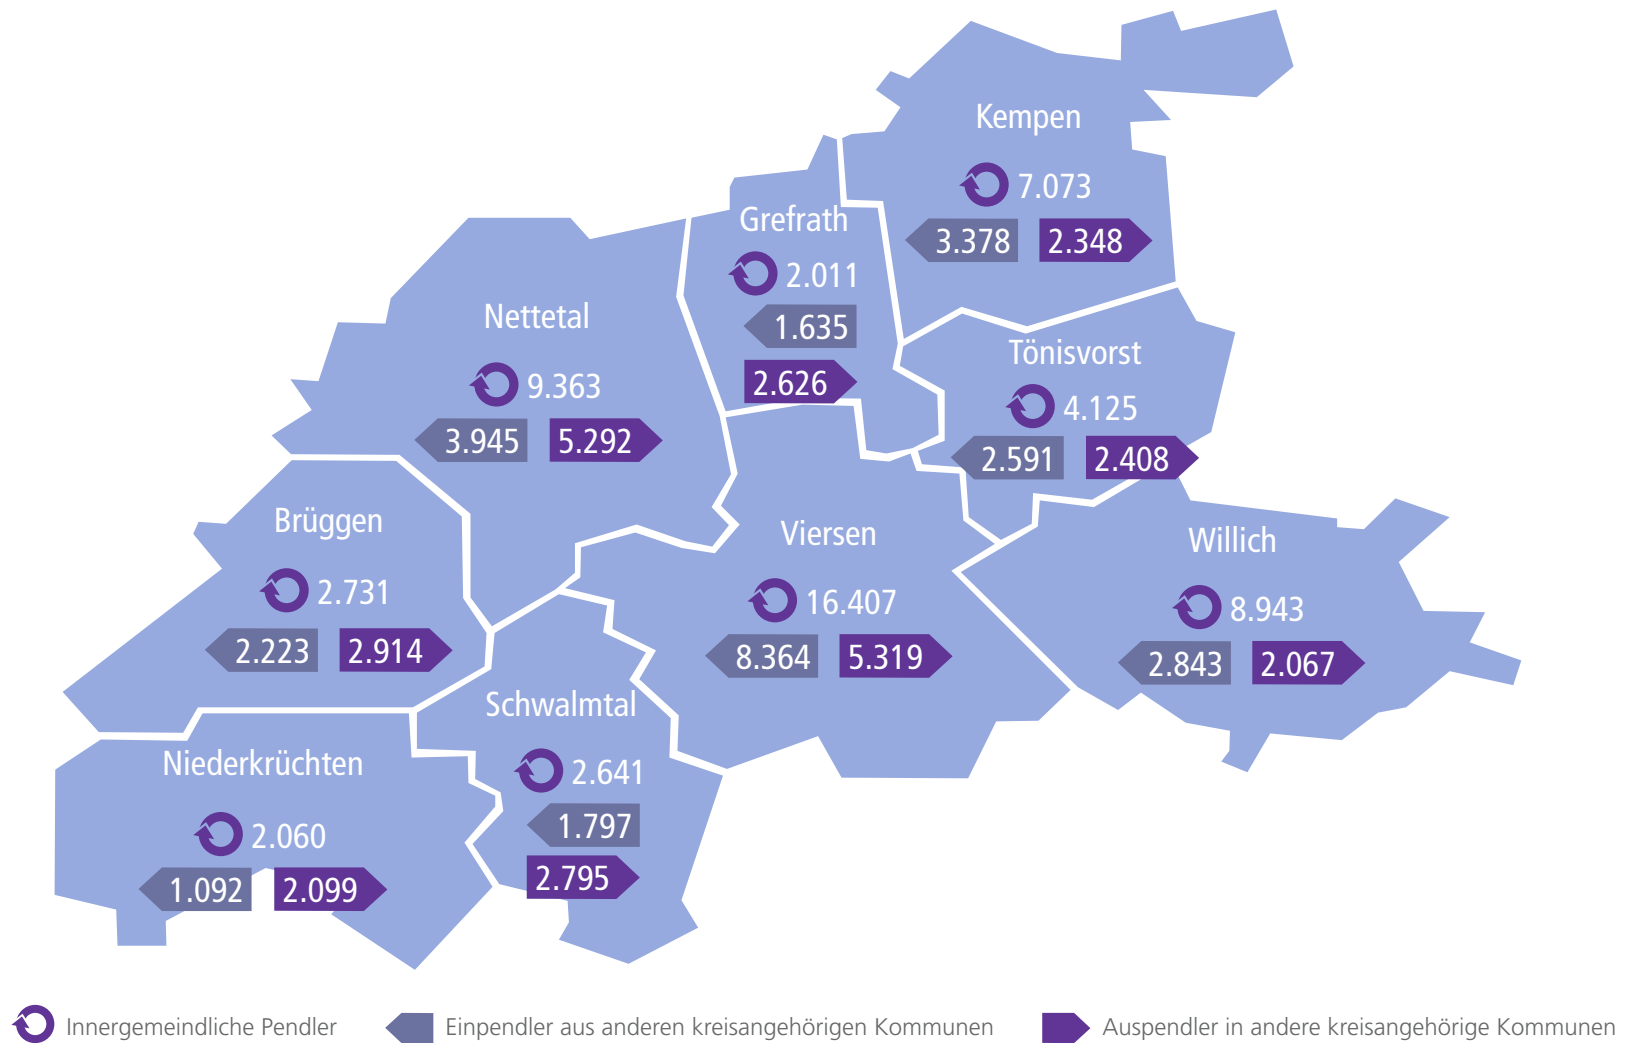 Kempen
7.073
3.378 2.348
Grefrath
2.011
1.635
2.626
Nettetal
9.363
3.945 5.292
Tönisvorst
4.125
2.591 2.408
Brüggen
2.731
2.223 2.914
Viersen
16.407
8.364 5.319
Willich
8.943
2.843 2.067
Schwalmtal
2.641
1.797
2.795
Niederkrüchten
2.060
1.092 2.099
Innergemeindliche Pendler Einpendler aus anderen kreisangehörigen Kommunen Auspendler in andere kreisangehörige Kommunen